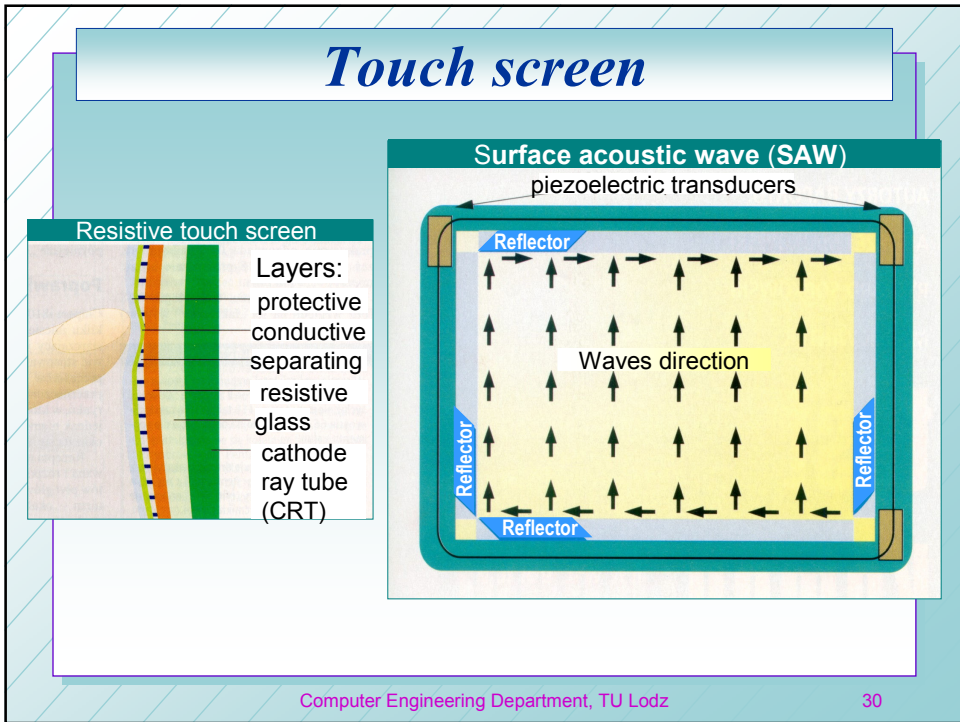 Touch screen
Resistive touch screen
Layers:
protective
conductive
separating
resistive
glass
cathode
ray tube
(CRT)
Surface acoustic wave (SAW)
piezoelectric transducers
Reflector
Waves direction
Reflector
Reflector
Reflector
Computer Engineering Department, TU Lodz
30